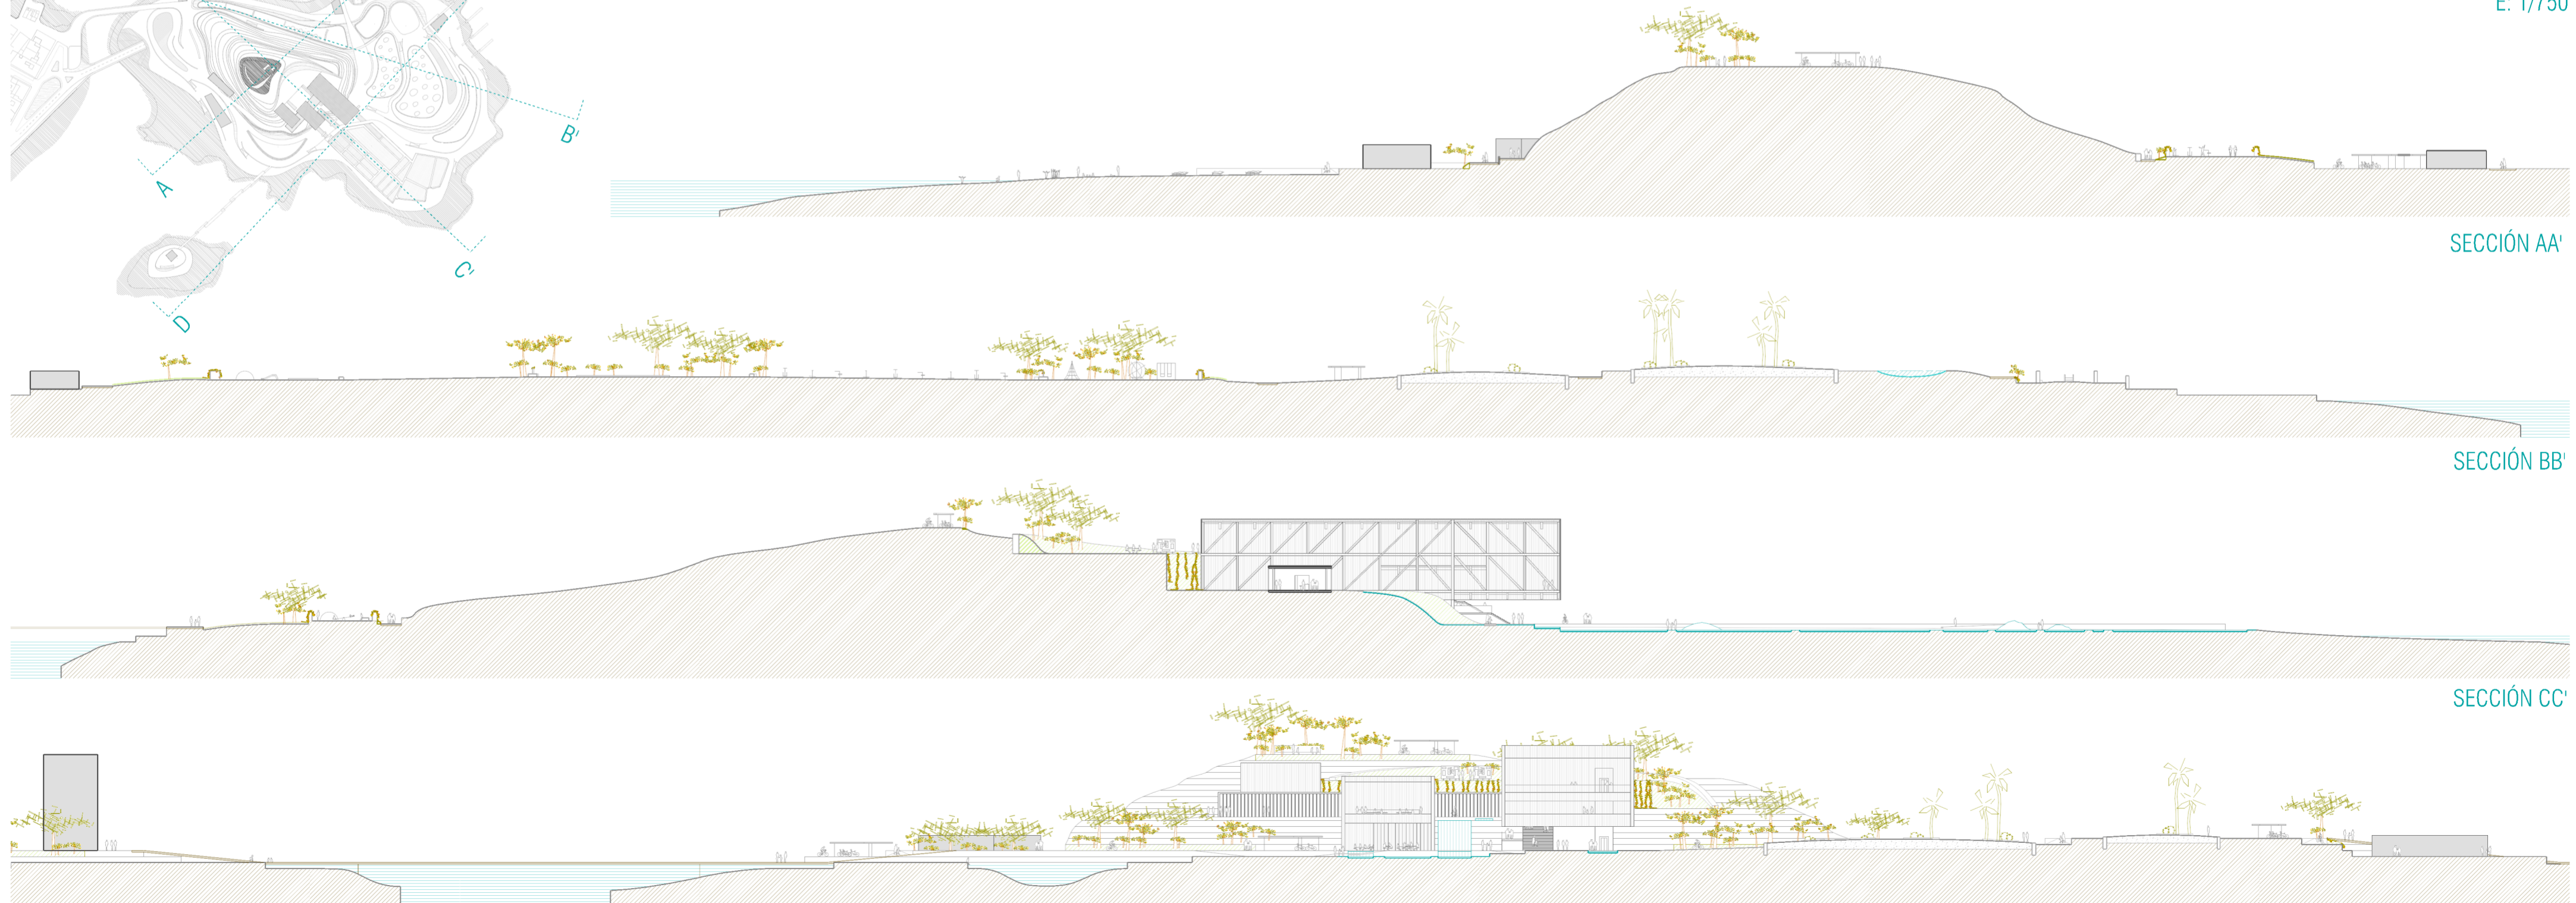 E: 1/750
B'
A
SECCIÓN AA'
C'
D
SECCIÓN BB'
SECCIÓN CC'